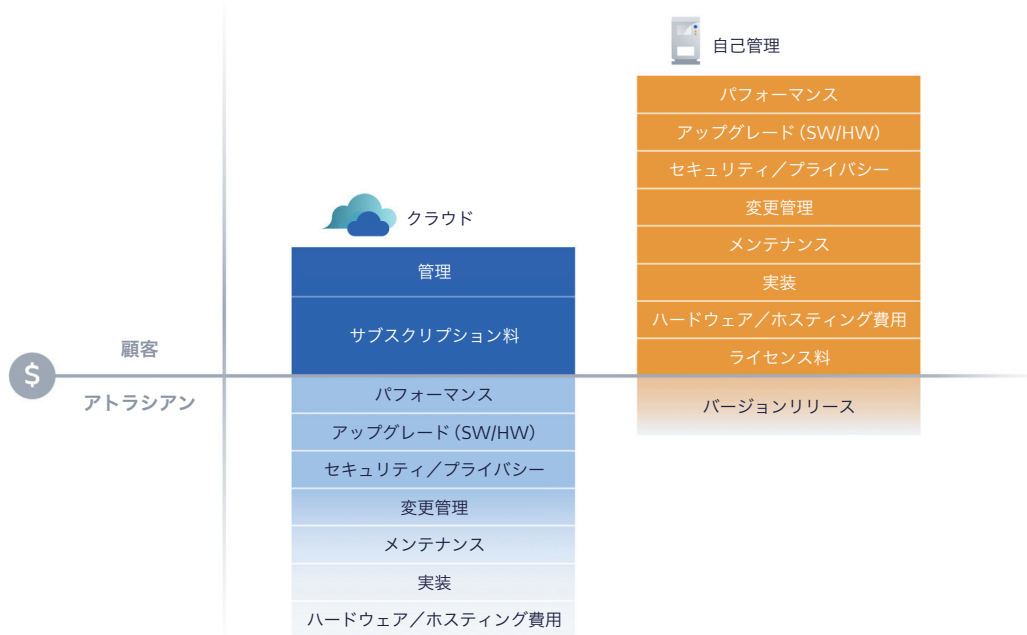 自己管理
パフォーマンス
アップグレード（SW/HW）
セキュリティ／プライバシー
変更管理
メンテナンス
実装
ハードウェア／ホスティング費用
ライセンス料
バージョンリリース
クラウド
管理
サブスクリプション料
パフォーマンス
アップグレード（SW/HW）
セキュリティ／プライバシー
変更管理
メンテナンス
実装
ハードウェア／ホスティング費用
$
顧客
アトラシアン